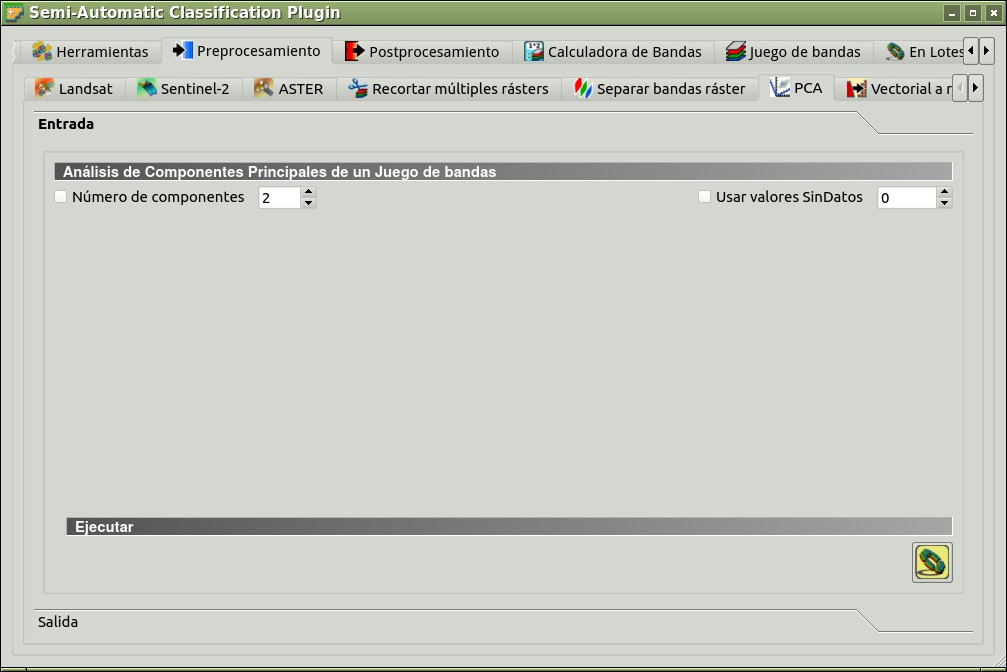 Semi-Automatic Classification Plugin
Herramientas Preprocesamiento Postprocesamiento Calculadora de Bandas Juego de bandas En Lotes
Landsat Sentinel-2 ASTER Recortar múltiples rásters Separar bandas ráster PCA Vectorial a r
Entrada
Análisis de Componentes Principales de un Juego de bandas
Número de componentes 2 Usar valores SinDatos 0
Ejecutar
Salida